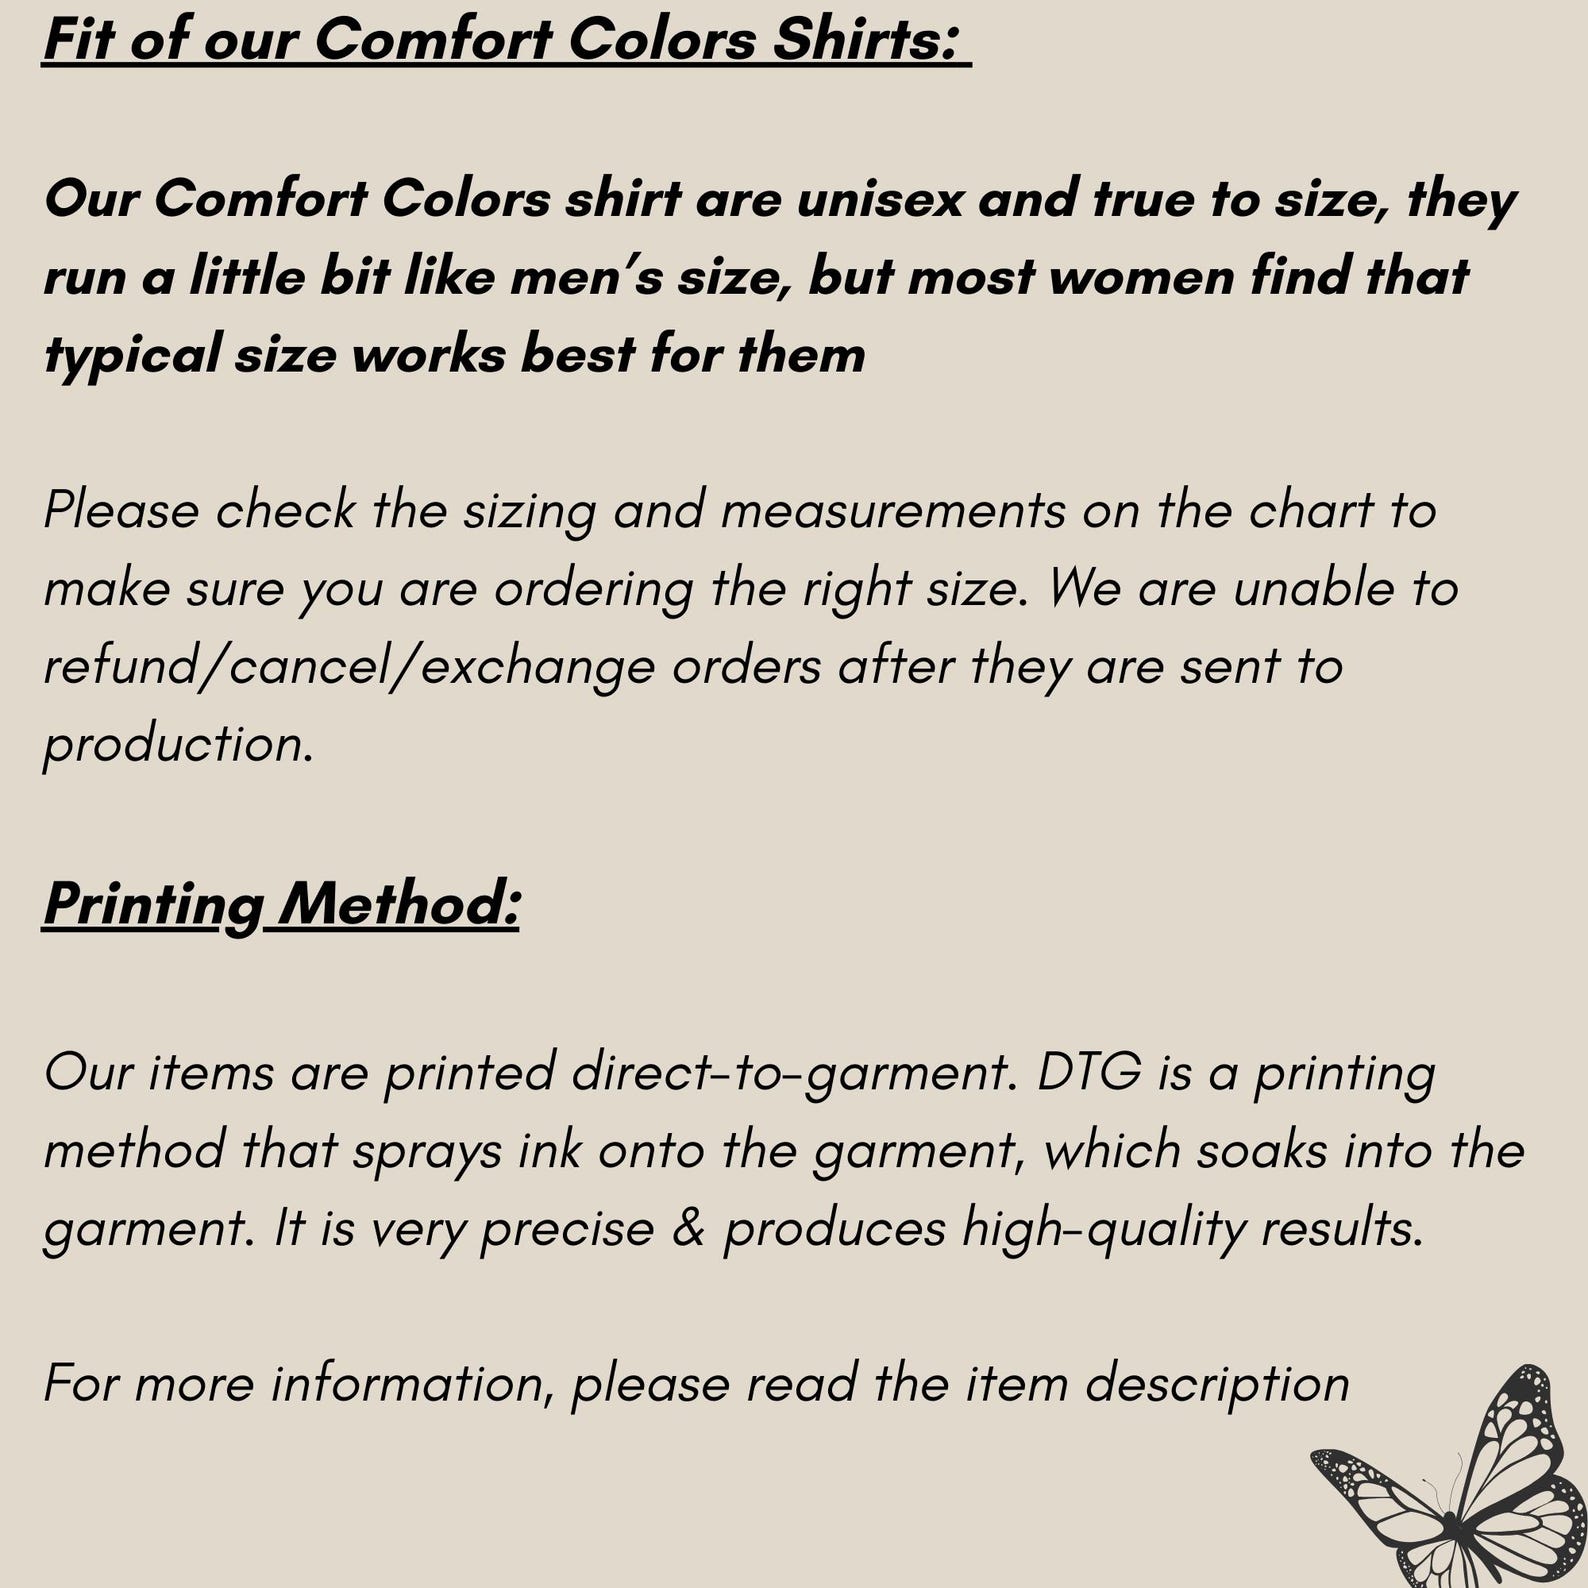 Fit of our Comfort Colors Shirts:
Our Comfort Colors shirt are unisex and true to size, they
run a little bit like men’s size, but most women find that
typical size works best for them
Please check the sizing and measurements on the chart to
make sure you are ordering the right size. We are unable to
refund/cancel/exchange orders after they are sent to
production.
Printing Method:
Our items are printed direct-to-garment. DTG is a printing
method that sprays ink onto the garment, which soaks into the
garment. It is very precise & produces high-quality results.
For more information, please read the item description